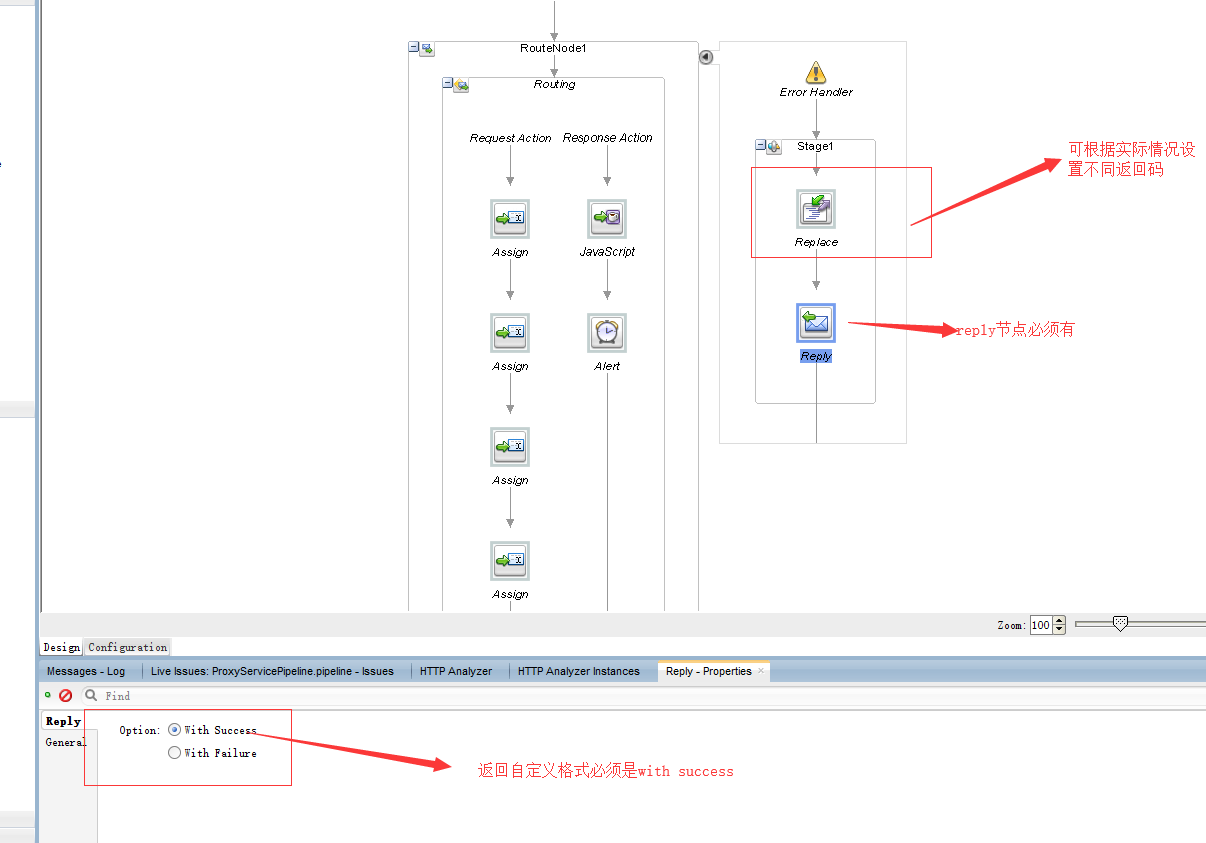 RouteNode1
Routing
Request Action
Response Action
Assign
JavaScript
Assign
Alert
Assign
Assign
Error Handler
Stage1
Replace
Reply
可根据实际情况设
置不同返回码
reply节点必须有
Zoom: 100
Design
Configuration
Messages - Log
Live Issues: ProxyServicePipeline.pipeline - Issues
HTTP Analyzer
HTTP Analyzer Instances
Reply - Properties
Find
Reply
General
Option:
With Success
With Failure
返回自定义格式必须是with success